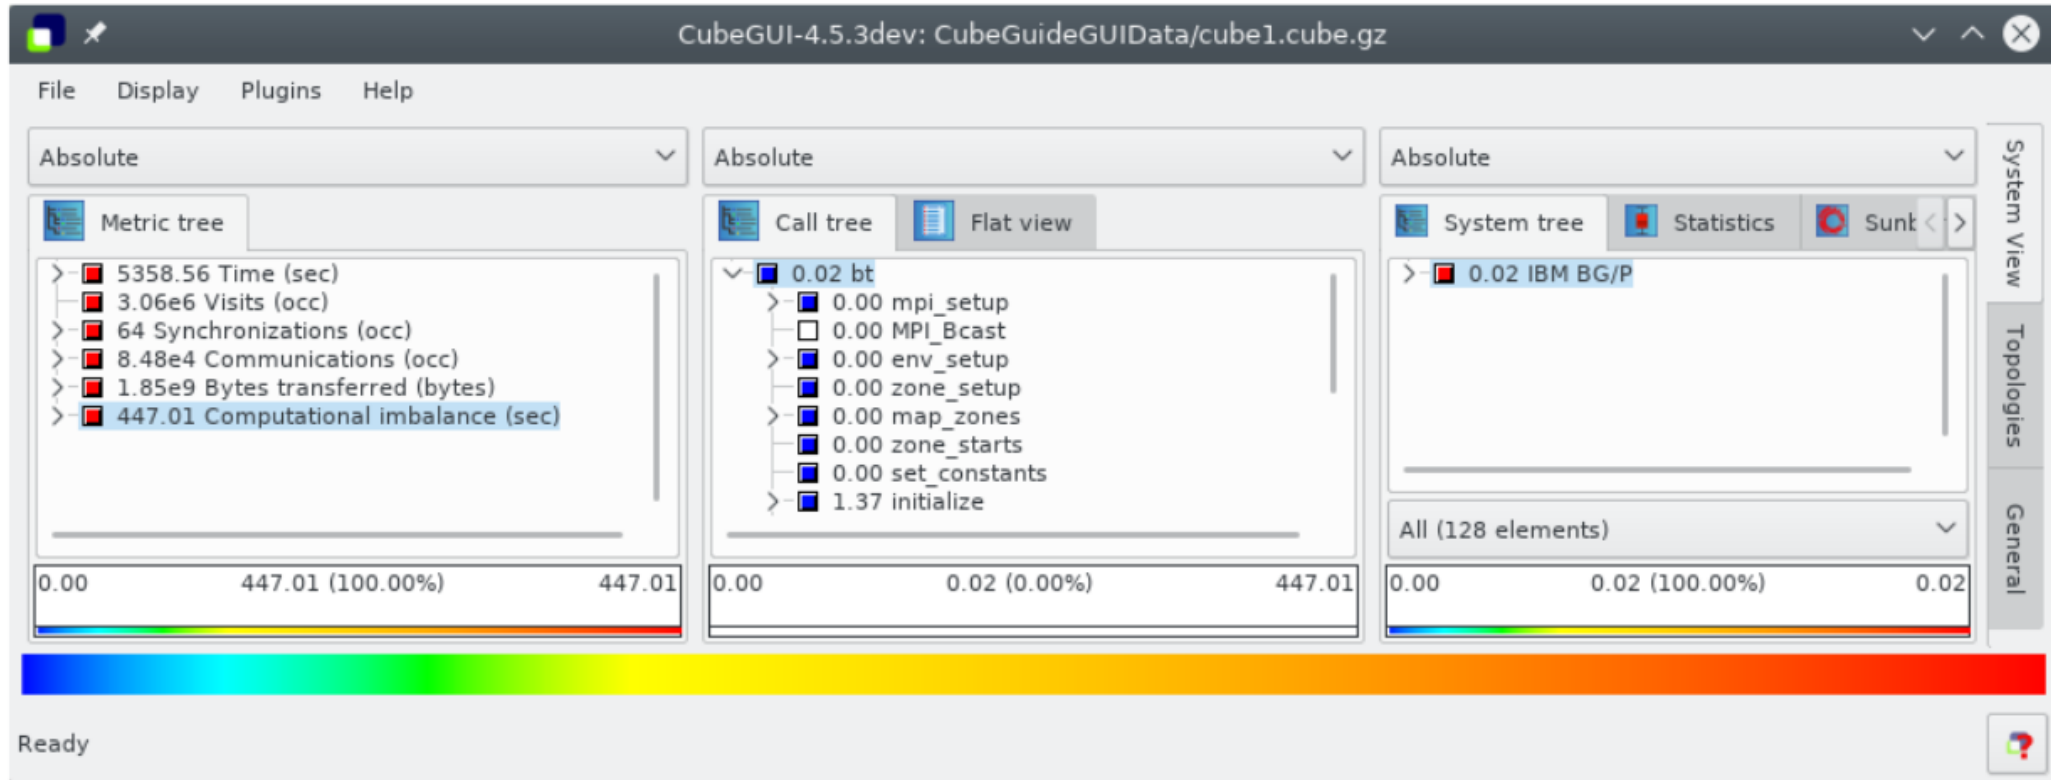 CubeGUI-4.5.3dev: CubeGuideGUIData/cube1.cube.gz
File Display Plugins Help
Absolute
Metric tree
5358.56 Time (sec)
3.06e6 Visits (occ)
64 Synchronizations (occ)
8.48e4 Communications (occ)
1.85e9 Bytes transferred (bytes)
447.01 Computational imbalance (sec)
0.00 447.01 (100.00%) 447.01
Absolute
Call tree Flat view
0.02 bt
0.00 mpi_setup
0.00 MPI_Bcast
0.00 env_setup
0.00 zone_setup
0.00 map_zones
0.00 zone_starts
0.00 set_constants
1.37 initialize
0.00 0.02 (0.00%) 447.01
Absolute
System tree Statistics Sunb
0.02 IBM BG/P
All (128 elements)
0.00 0.02 (100.00%) 0.02
System View
Topologies
General
Ready